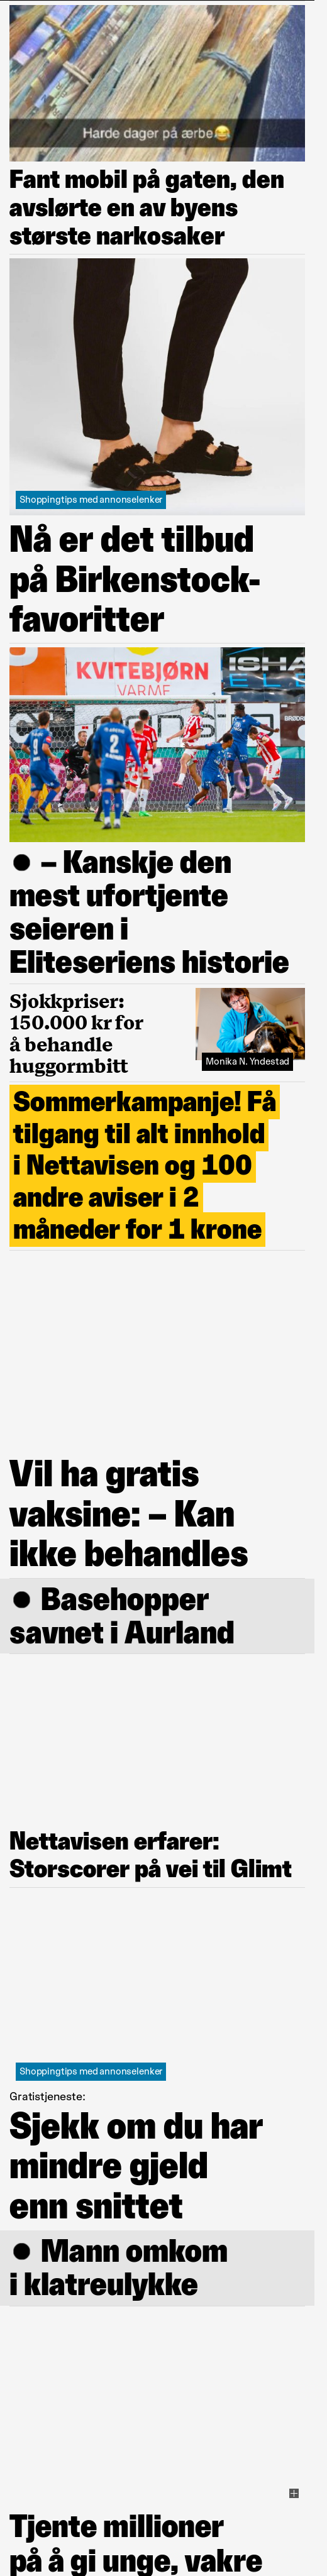 Harde dager på ærbe😂
Fant mobil på gaten, den
avslørte en av byens
største narkosaker
Shoppingtips med annonselenker
Nå er det tilbud
på Birkenstock-
favoritter
KVITEBJØRN
VARME
ISHA
ELS
● – Kanskje den
mest ufortjente
seieren i
Eliteseriens historie
Sjokkpriser:
150.000 kr for
å behandle
huggormbitt
Monika N. Yndestad
Sommerkampanje! Få
tilgang til alt innhold
i Nettavisen og 100
andre aviser i 2
måneder for 1 krone
Vil ha gratis
vaksine: – Kan
ikke behandles
● Basehopper
savnet i Aurland
Nettavisen erfarer:
Storscorer på vei til Glimt
Shoppingtips med annonselenker
Gratistjeneste:
Sjekk om du har
mindre gjeld
enn snittet
● Mann omkom
i klatreulykke
Tjente millioner
på å gi unge, vakre